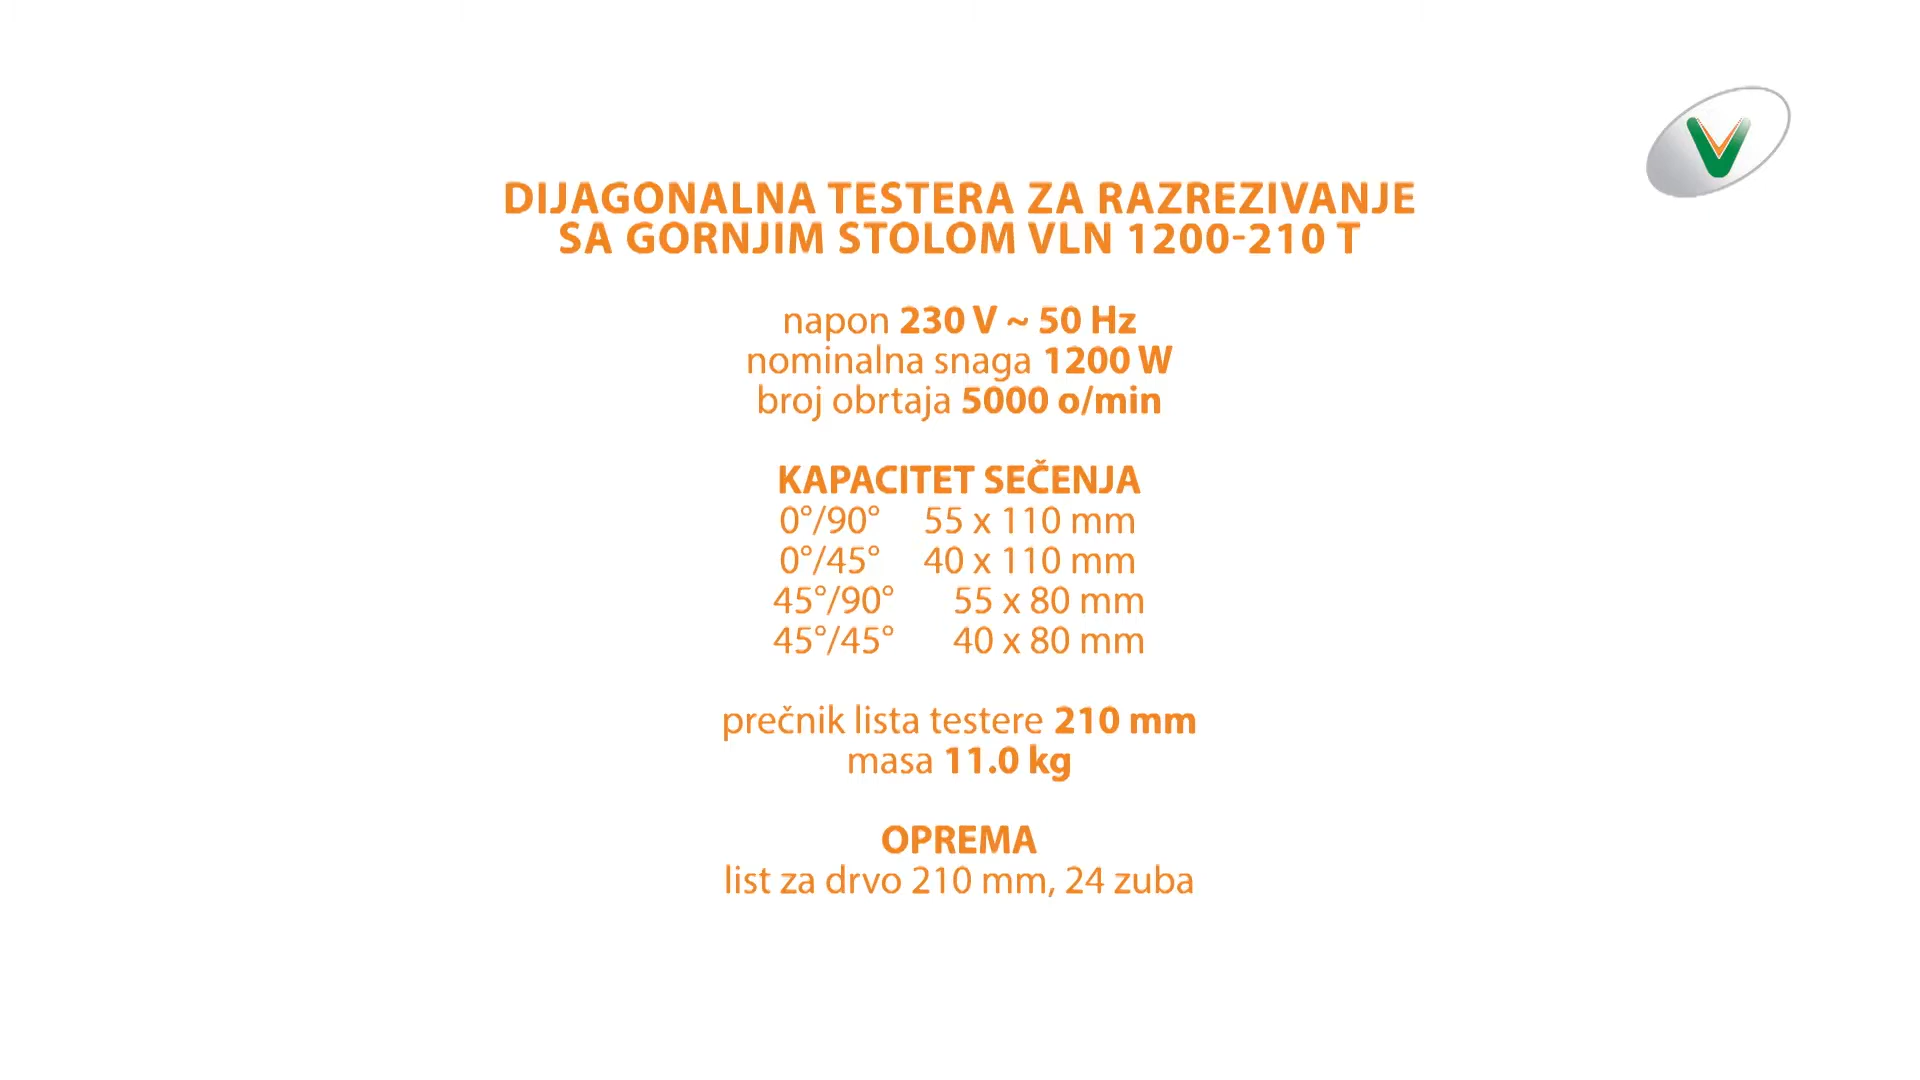 DIJAGONALNA TESTERA ZA RAZREZIVANJE
SA GORNJIM STOLOM VLN 1200-210 T
napon 230 V ~ 50 Hz
nominalna snaga 1200 W
broj obrtaja 5000 o/min
KAPACITET SEČENJA
0°/90° 55 x 110 mm
0°/45° 40 x 110 mm
45°/90° 55 x 80 mm
45°/45° 40 x 80 mm
prečnik lista testere 210 mm
masa 11.0 kg
OPREMA
list za drvo 210 mm, 24 zuba